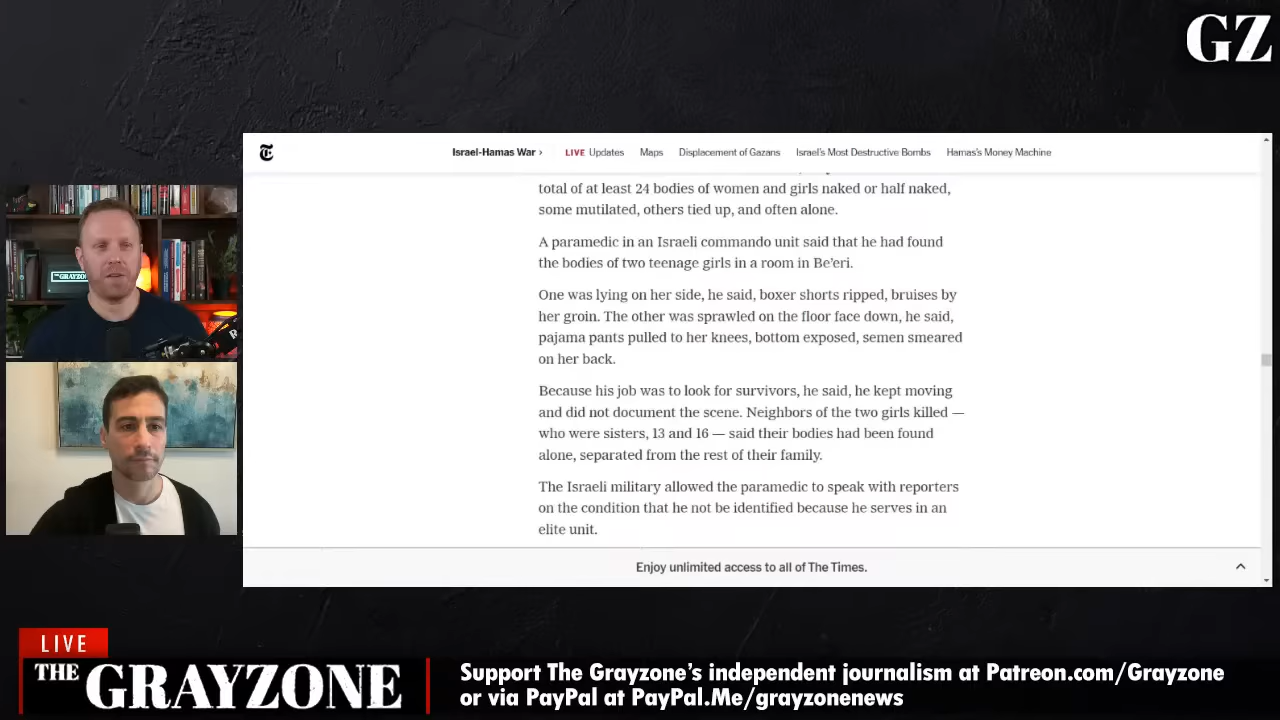 GZ
Israel-Hamas War › LIVE Updates Maps Displacement of Gazans Israel's Most Destructive Bombs Hamas's Money Machine
total of at least 24 bodies of women and girls naked or half naked,
some mutilated, others tied up, and often alone.
A paramedic in an Israeli commando unit said that he had found
the bodies of two teenage girls in a room in Be'eri.
One was lying on her side, he said, boxer shorts ripped, bruises by
her groin. The other was sprawled on the floor face down, he said,
pajama pants pulled to her knees, bottom exposed, semen smeared
on her back.
Because his job was to look for survivors, he said, he kept moving
and did not document the scene. Neighbors of the two girls killed —
who were sisters, 13 and 16 — said their bodies had been found
alone, separated from the rest of their family.
The Israeli military allowed the paramedic to speak with reporters
on the condition that he not be identified because he serves in an
elite unit.
Enjoy unlimited access to all of The Times.
LIVE
THE GRAYZONE
Support The Grayzone's independent journalism at Patreon.com/Grayzone
or via PayPal at PayPal.Me/grayzonenews